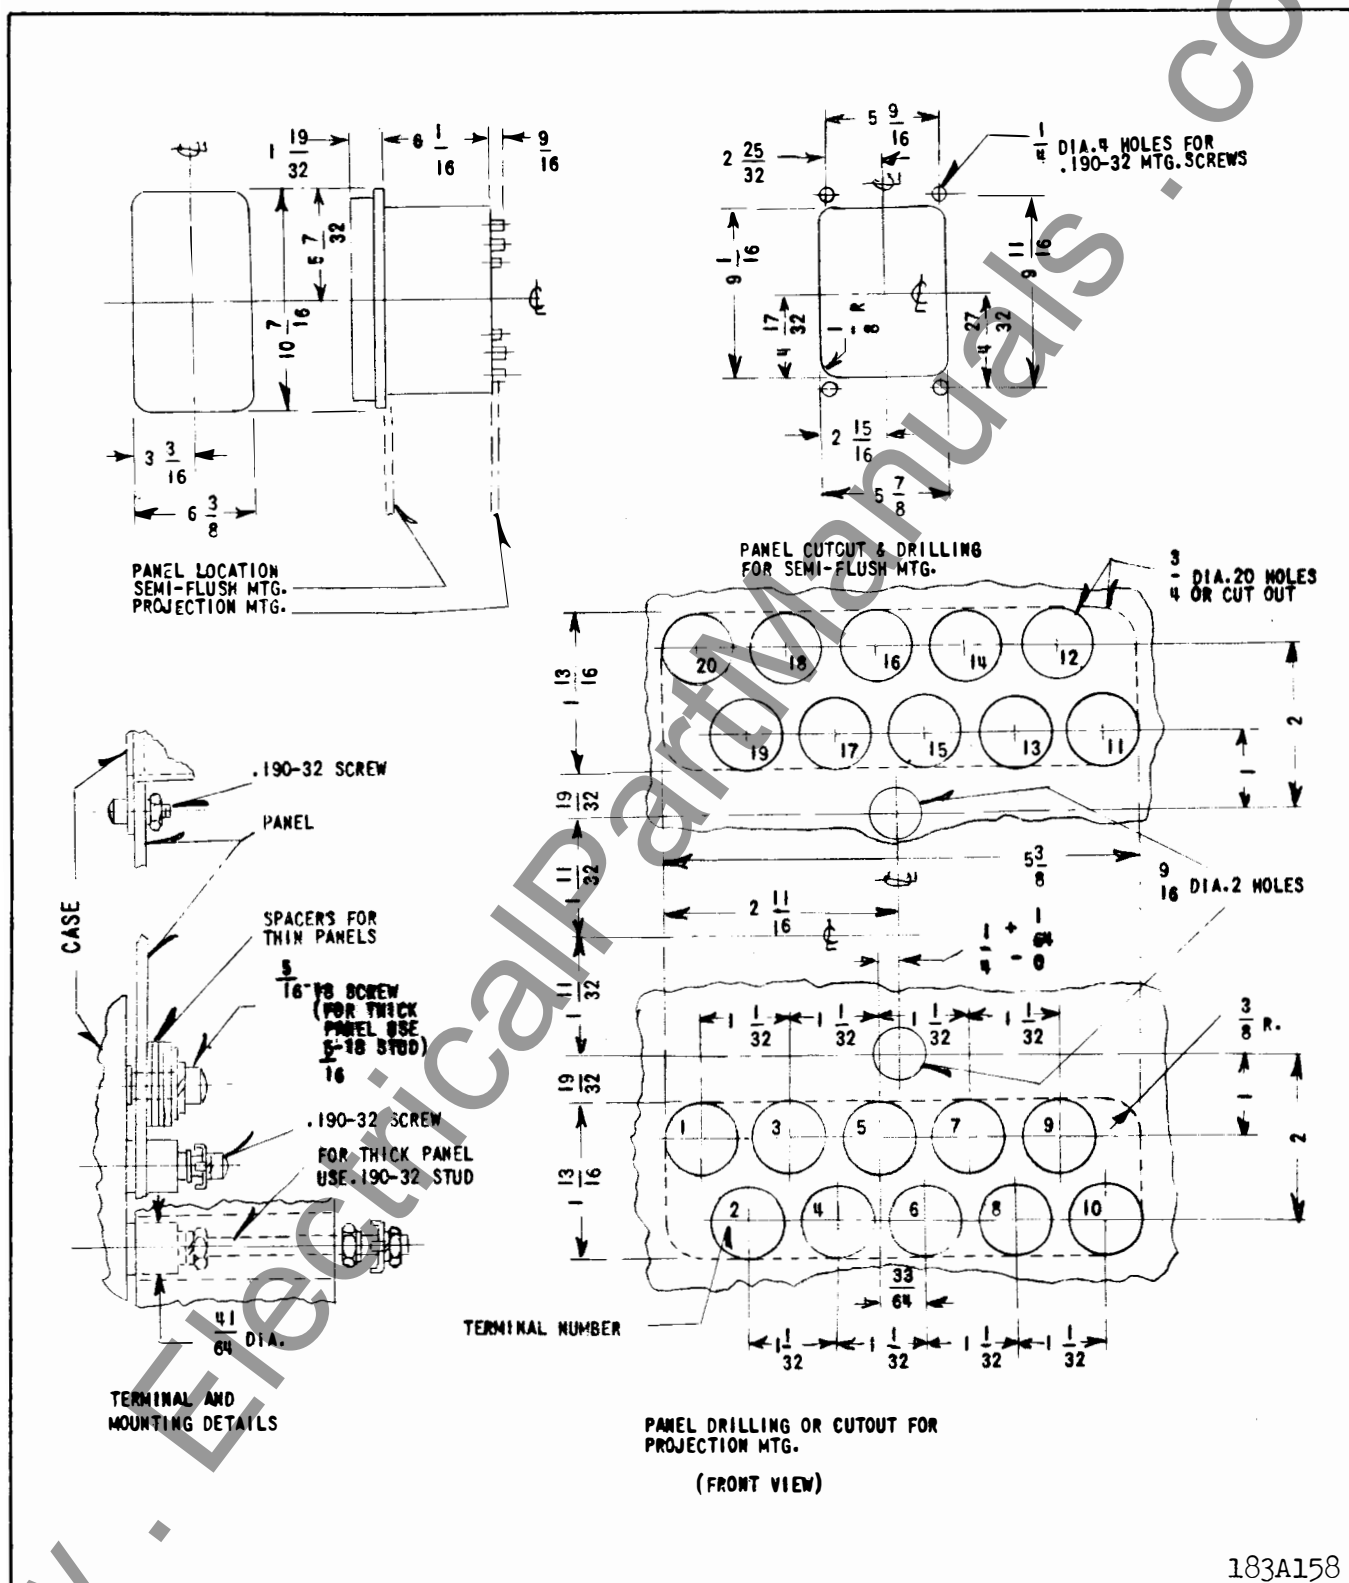 1 19/32
6 1/16
9/16
5 7/32
10 7/16
3 3/16
6 3/8
PANEL LOCATION
SEMI-FLUSH MTG.
PROJECTION MTG.
5 9/16
2 25/32
1/4 DIA.4 HOLES FOR
.190-32 MTG.SCREWS
9 1/16
4 17/32
1/8 R
4 27/32
9 11/16
2 15/16
5 7/8
PANEL CUTOUT & DRILLING
FOR SEMI-FLUSH MTG.
3/4 DIA.20 HOLES
OR CUT OUT
20 18 16 14 12
19 17 15 13 11
1 13/16
19/32
1 11/32
1 11/32
19/32
1 13/16
2
1
5 3/8
2 11/16
9/16 DIA.2 HOLES
1/4 + 1/64 - 0
3/8 R.
1 1/32 1 1/32 1 1/32 1 1/32
1 3 5 7 9
2 4 6 8 10
1
2
33/64
1 1/32 1 1/32 1 1/32 1 1/32
TERMINAL NUMBER
PANEL DRILLING OR CUTOUT FOR
PROJECTION MTG.
(FRONT VIEW)
.190-32 SCREW
PANEL
CASE
SPACERS FOR
THIN PANELS
5/16-18 SCREW
(FOR THICK
PANEL USE
5/16-18 STUD)
.190-32 SCREW
FOR THICK PANEL
USE.190-32 STUD
41/64 DIA.
TERMINAL AND
MOUNTING DETAILS
183A158
. ElectricalPartManuals . co